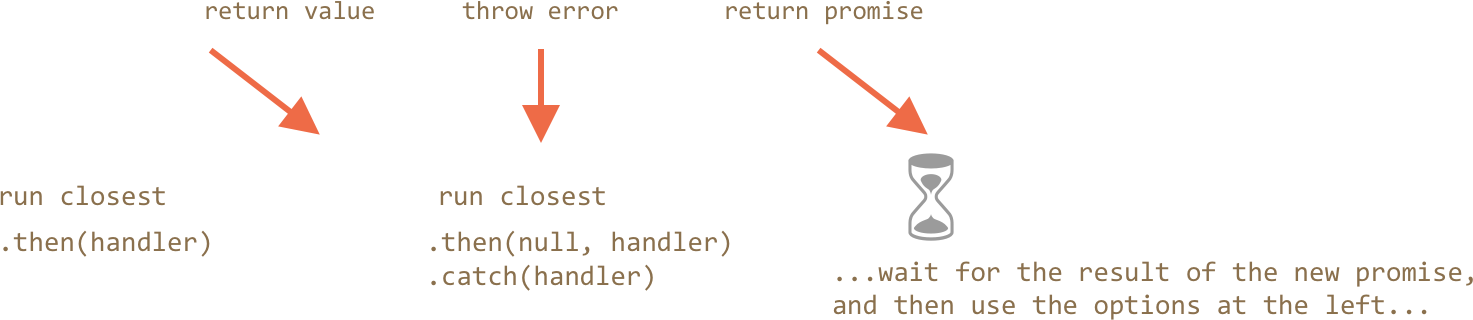 return value
throw error
return promise
run closest
.then(handler)
run closest
.then(null, handler)
.catch(handler)
...wait for the result of the new promise,
and then use the options at the left...